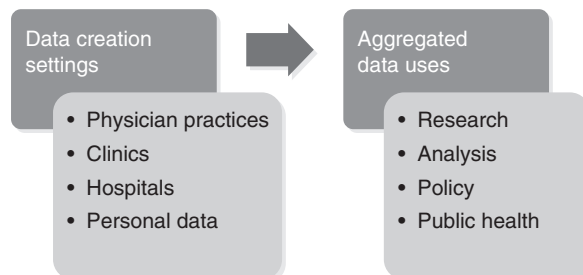 Data creation
settings
• Physician practices
• Clinics
• Hospitals
• Personal data
Aggregated
data uses
• Research
• Analysis
• Policy
• Public health